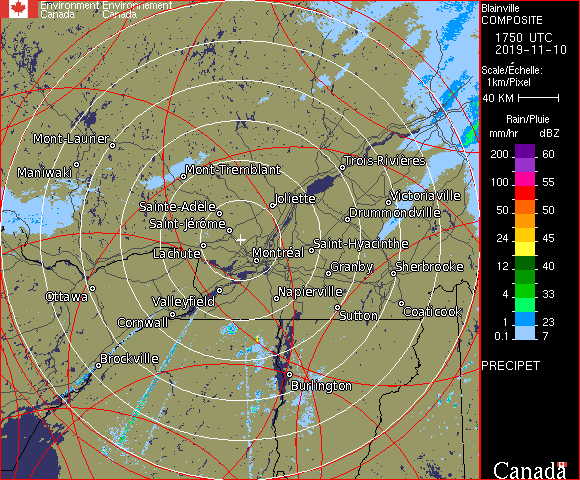 Environment Environnement
Canada Canada
Blainville
COMPOSITE
1750 UTC
2019-11-10
Scale/Échelle:
1km/Pixel
40 KM
Rain/Pluie
mm/hr dBZ
200 60
100 55
50 50
24 45
12 40
4 33
1 23
0.1 7
PRECIPET
Canada
Mont-Laurier
Maniwaki
Mont-Tremblant
Trois-Rivières
Joliette
Victoriaville
Sainte-Adèle
Drummondville
Saint-Jérôme
Saint-Hyacinthe
Lachute
Montréal
Granby
Sherbrooke
Ottawa
Valleyfield
Napierville
Cornwall
Sutton
Coaticook
Brockville
Burlington